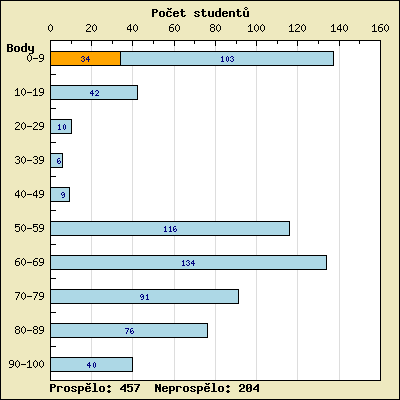 Počet studentů
0 20 40 60 80 100 120 140 160
Body
0-9 34 103
10-19 42
20-29 10
30-39 6
40-49 9
50-59 116
60-69 134
70-79 91
80-89 76
90-100 40
Prospělo: 457 Neprospělo: 204